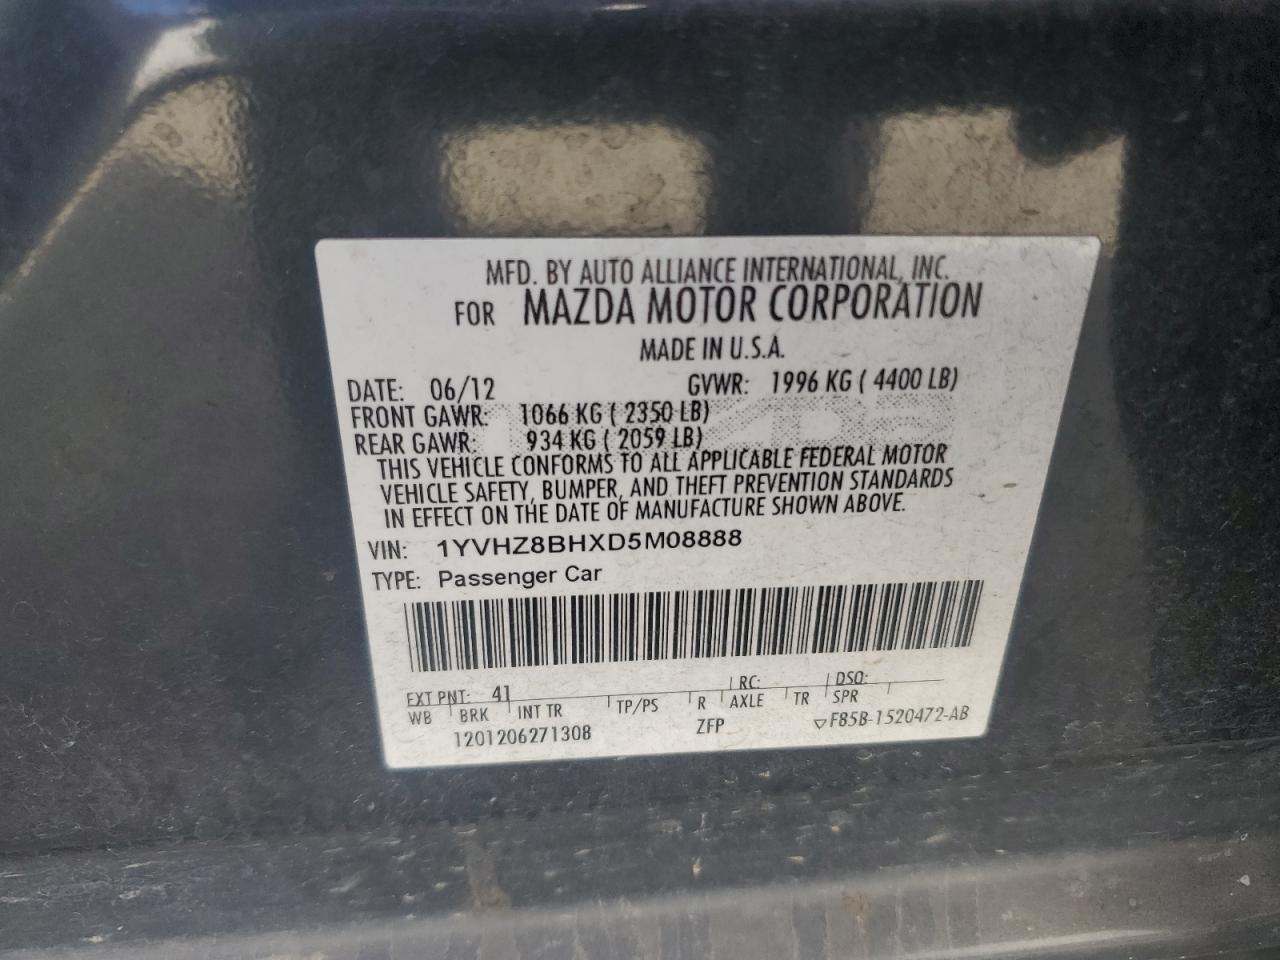 MFD. BY AUTO ALLIANCE INTERNATIONAL, INC.
FOR MAZDA MOTOR CORPORATION
MADE IN U.S.A.
DATE: 06/12 GVWR: 1996 KG ( 4400 LB)
FRONT GAWR: 1066 KG ( 2350 LB)
REAR GAWR: 934 KG ( 2059 LB)
THIS VEHICLE CONFORMS TO ALL APPLICABLE FEDERAL MOTOR
VEHICLE SAFETY, BUMPER, AND THEFT PREVENTION STANDARDS
IN EFFECT ON THE DATE OF MANUFACTURE SHOWN ABOVE.
VIN: 1YVHZ8BHXD5M08888
TYPE: Passenger Car
EXT PNT: 41 RC: DSO:
WB BRK INT TR TP/PS R AXLE TR SPR
1201206271308 ZFP F85B-1520472-AB